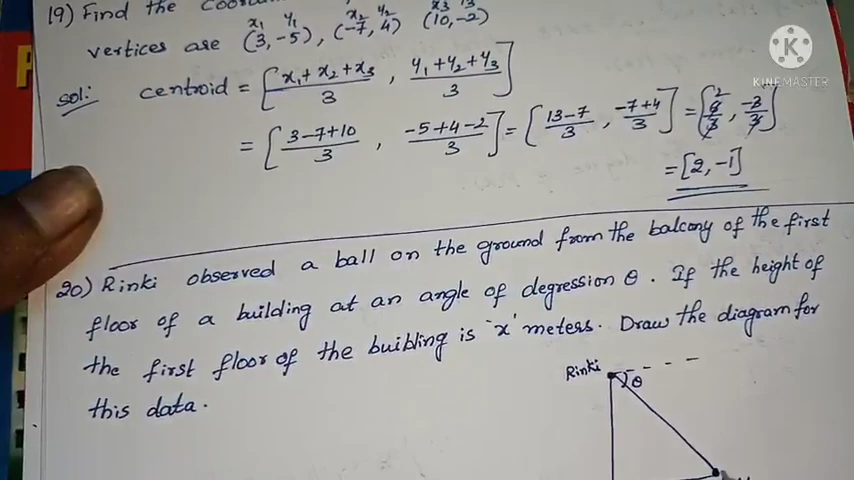 19) Find the
x₁ y₁ x₂ y₂ x₃
vertices are (3, -5), (-7, 4) (10, -2)
sol: centroid = [x₁+x₂+x₃/3 , y₁+y₂+y₃/3]
= [3-7+10/3 , -5+4-2/3] = [13-7/3 , -7+4/3] = [6/3 , -3/3]
2
= [2, -1]
20) Rinki observed a ball on the ground from the balcony of the first
floor of a building at an angle of degression θ. If the height of
the first floor of the buibling is 'x' meters. Draw the diagram for
this data.
Rinki
θ
K
KINEMASTER